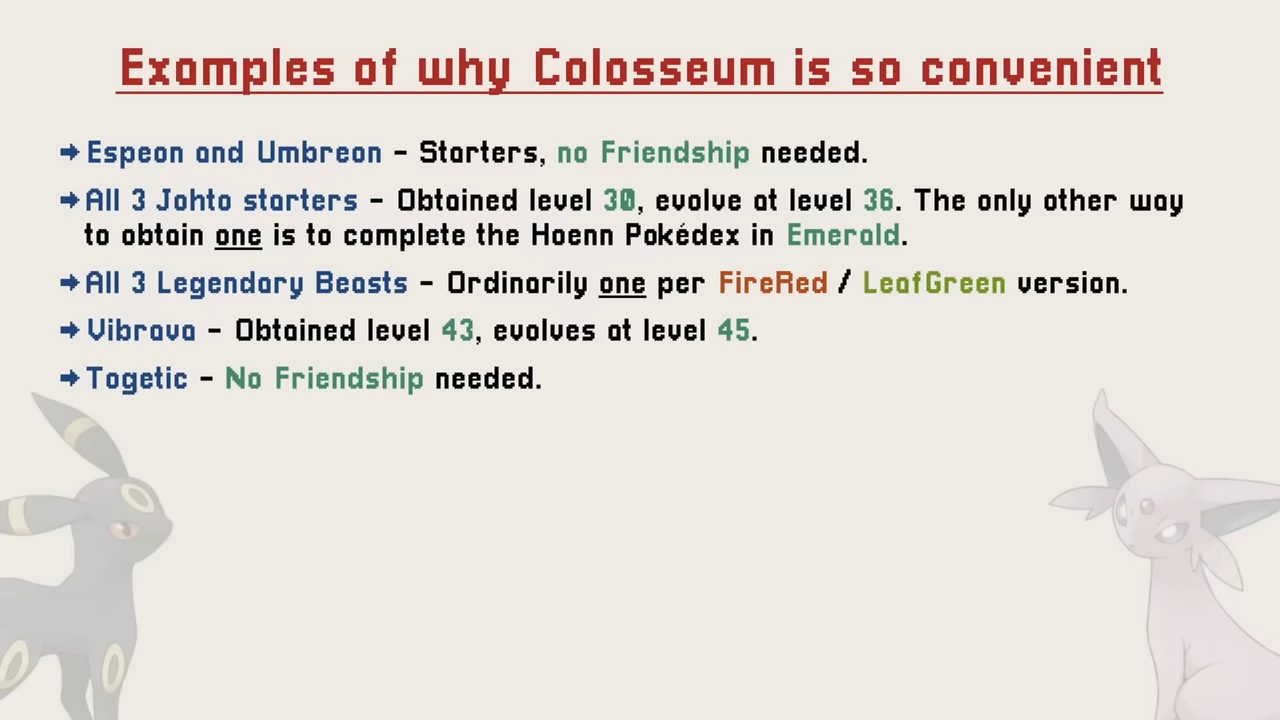 Examples of why Colosseum is so convenient
➜Espeon and Umbreon - Starters, no Friendship needed.
➜All 3 Johto starters - Obtained level 30, evolve at level 36. The only other way
to obtain one is to complete the Hoenn Pokédex in Emerald.
➜All 3 Legendary Beasts - Ordinarily one per FireRed / LeafGreen version.
➜Vibrava - Obtained level 43, evolves at level 45.
➜Togetic - No Friendship needed.